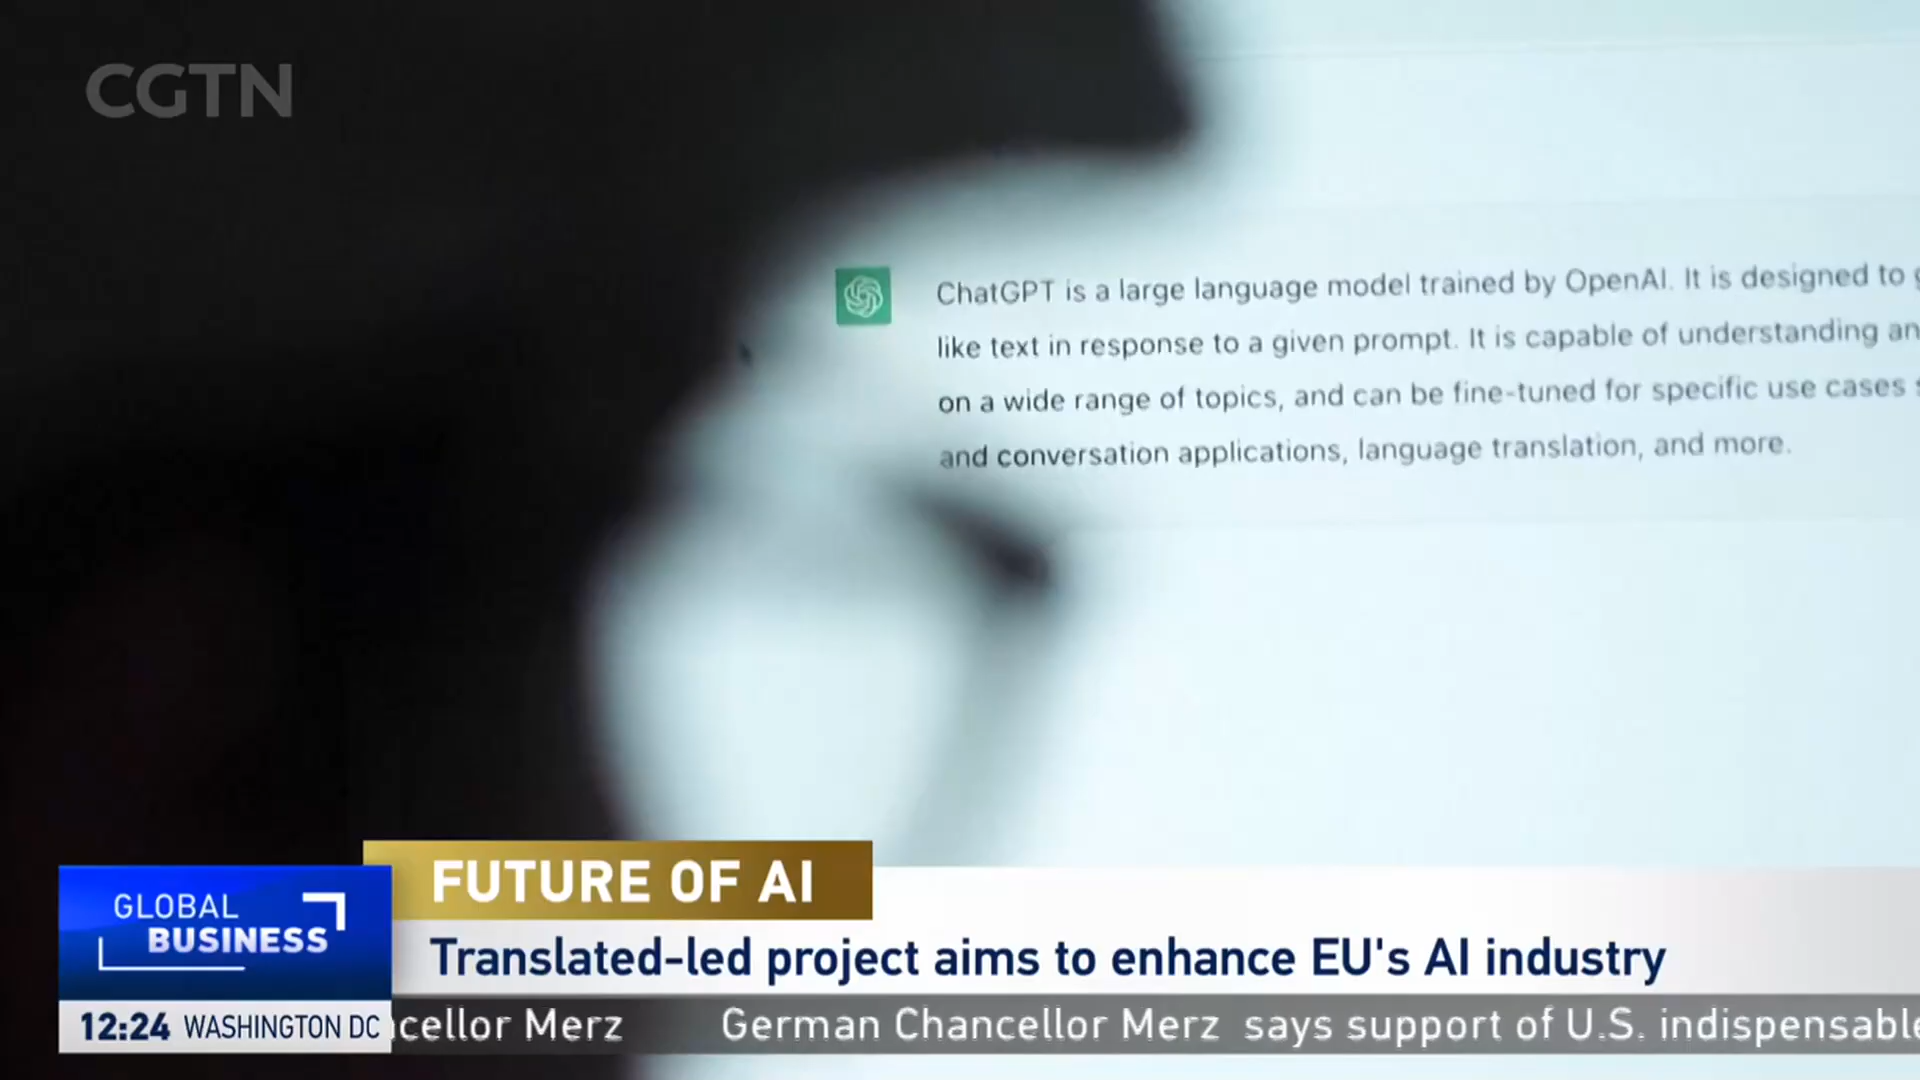 CGTN
ChatGPT is a large language model trained by OpenAI. It is designed to
like text in response to a given prompt. It is capable of understanding an
on a wide range of topics, and can be fine-tuned for specific use cases
and conversation applications, language translation, and more.
FUTURE OF AI
GLOBAL
BUSINESS
Translated-led project aims to enhance EU's AI industry
12:24 WASHINGTON DC
cellor Merz German Chancellor Merz says support of U.S. indispensable